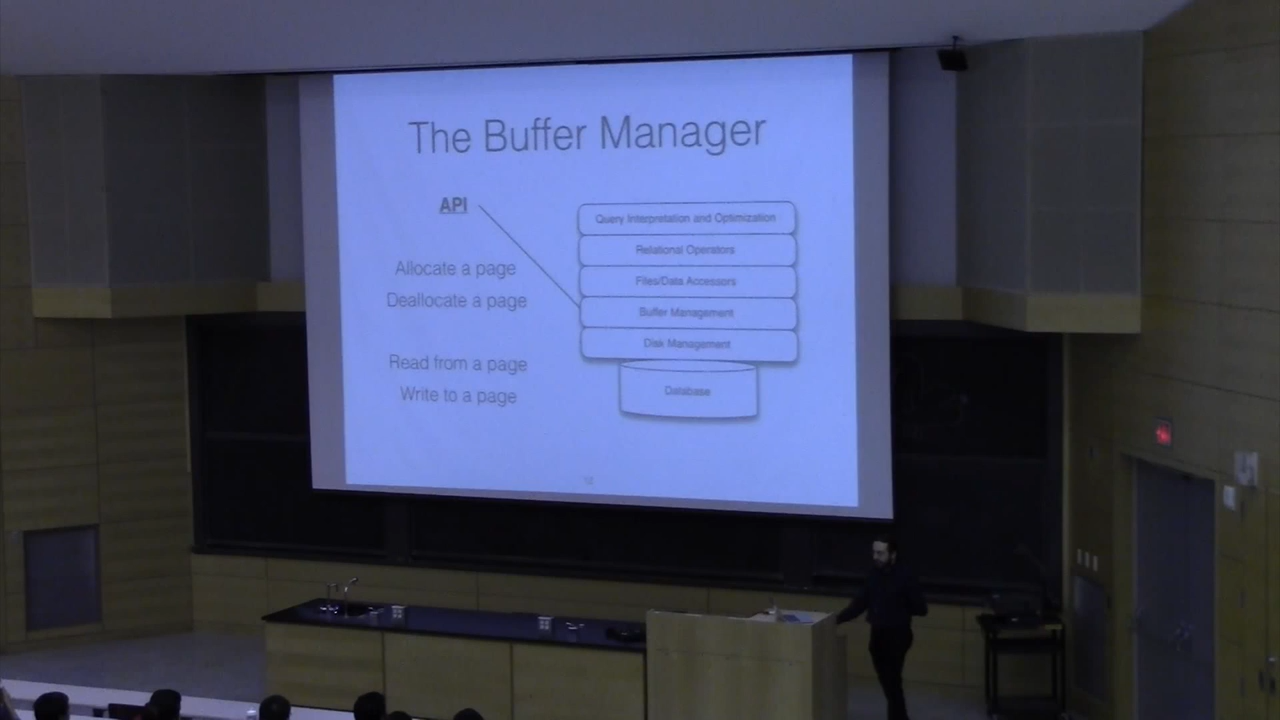 The Buffer Manager
API
Allocate a page
Deallocate a page
Read from a page
Write to a page
Query Interpretation and Optimization
Relational Operators
Files/Data Accessors
Buffer Management
Disk Management
Database